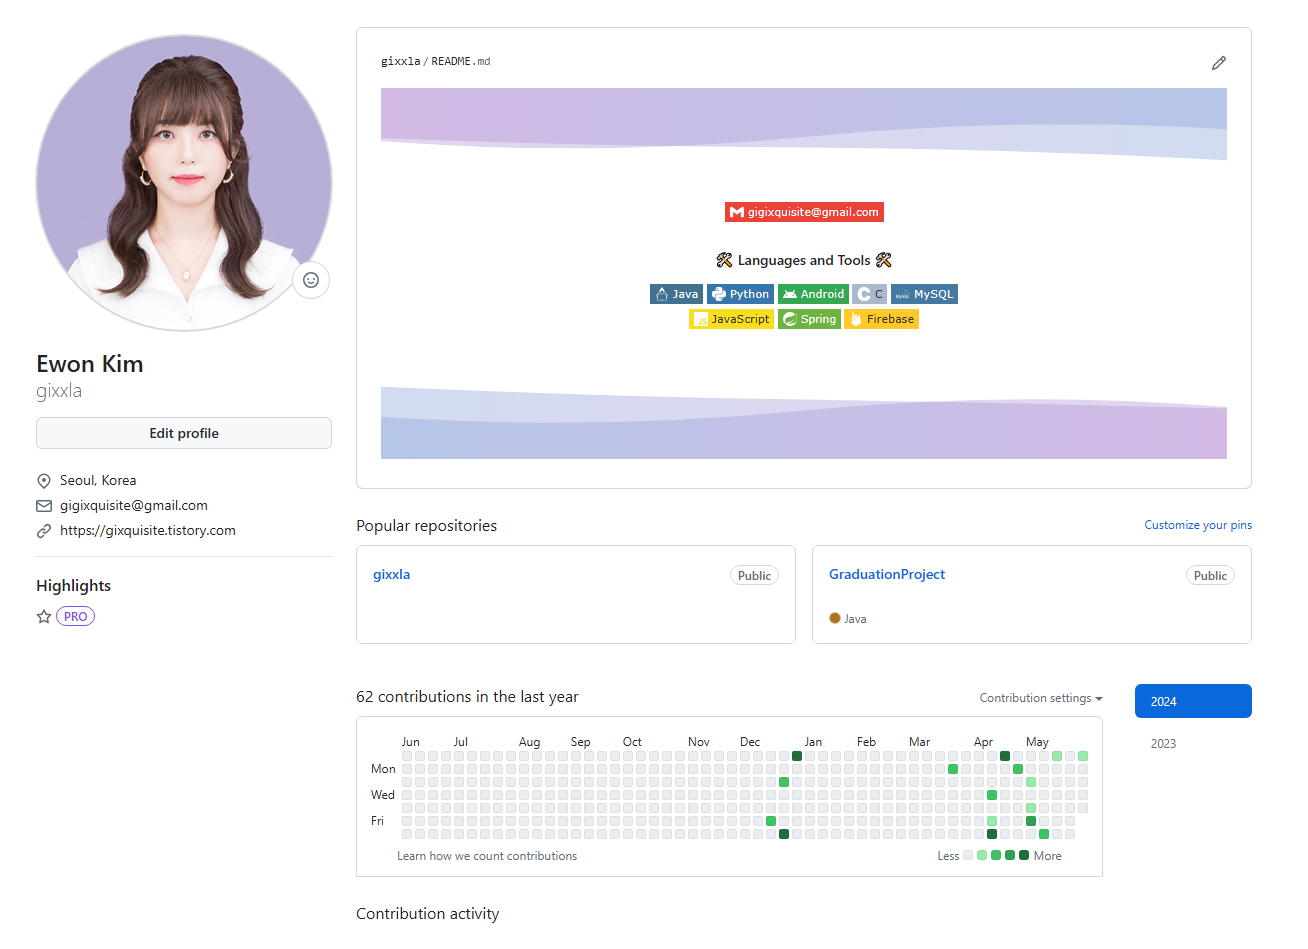 gixxla / README.md
gigixquisite@gmail.com
Languages and Tools
Java Python Android C MySQL
JavaScript Spring Firebase
Ewon Kim
gixxla
Edit profile
Seoul, Korea
gigixquisite@gmail.com
https://gixquisite.tistory.com
Highlights
PRO
Popular repositories
Customize your pins
gixxla
Public
GraduationProject
Public
Java
62 contributions in the last year
Contribution settings
2024
2023
Jun Jul Aug Sep Oct Nov Dec Jan Feb Mar Apr May
Mon
Wed
Fri
Learn how we count contributions
Less
More
Contribution activity